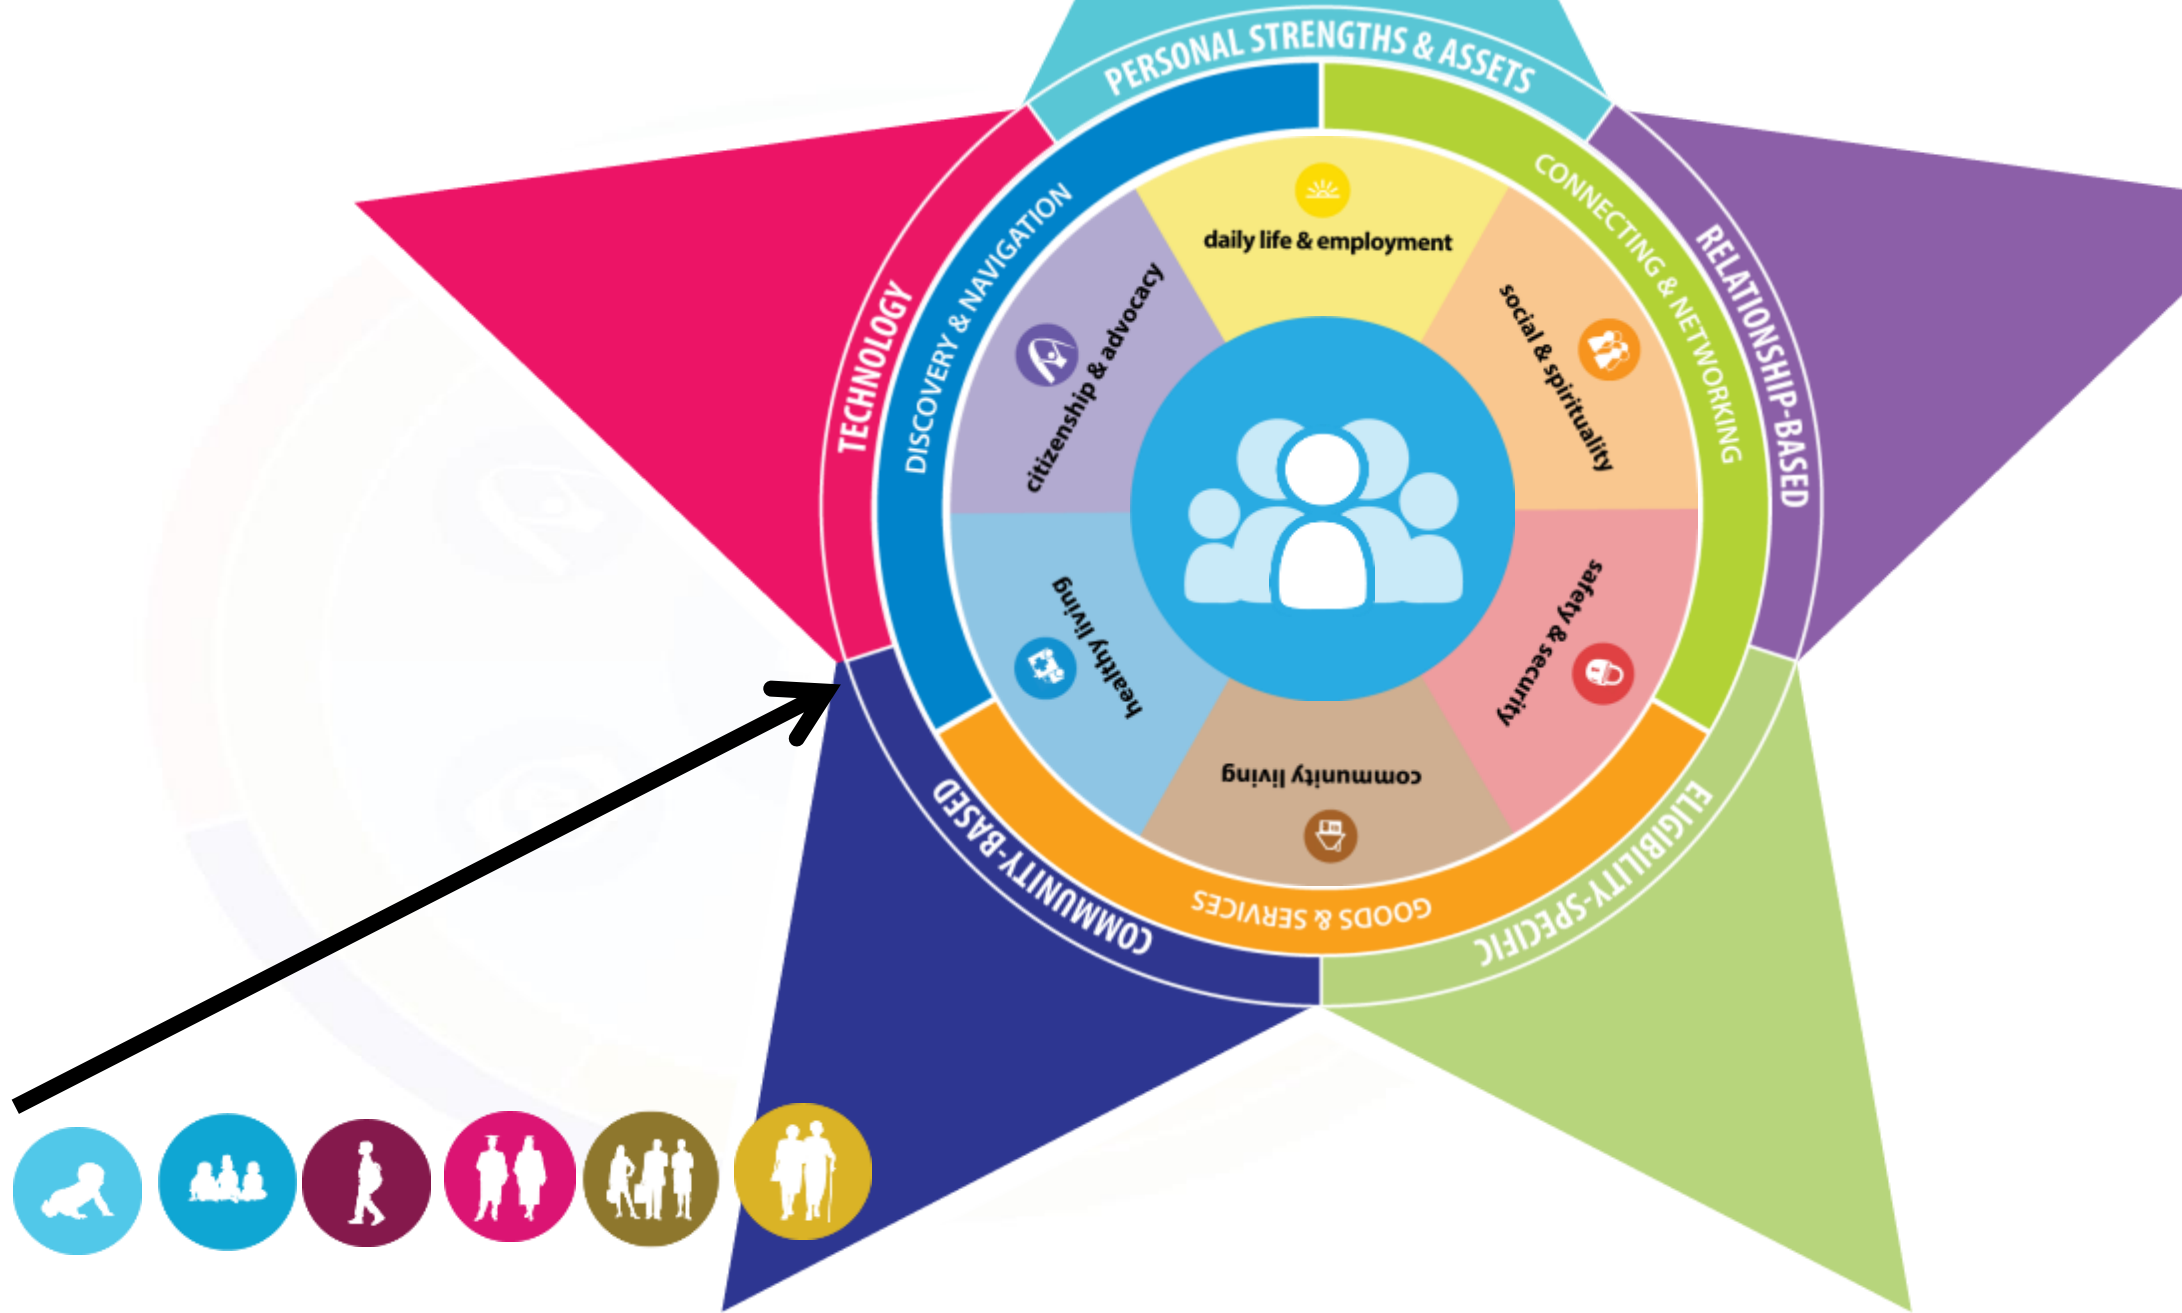 PERSONAL STRENGTHS & ASSETS
TECHNOLOGY
DISCOVERY & NAVIGATION
CONNECTING & NETWORKING
RELATIONSHIP-BASED
daily life & employment
citizenship & advocacy
social & spirituality
healthy living
safety & security
community living
GOODS & SERVICES
COMMUNITY-BASED
ELIGIBILITY-SPECIFIC